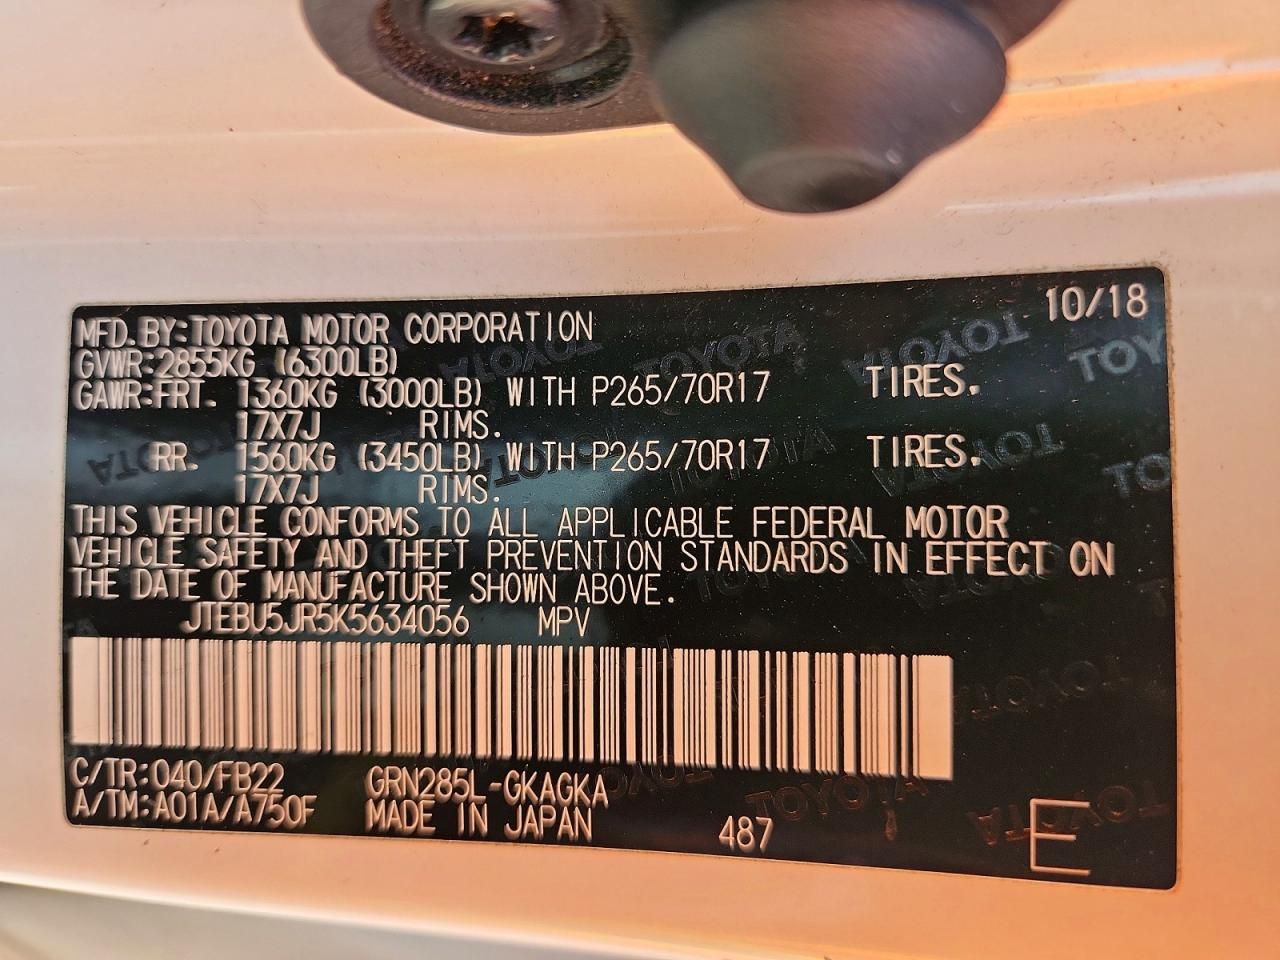 10/18
MFD.BY:TOYOTA MOTOR CORPORATION
GVWR:2855KG (6300LB)
GAWR:FRT. 1360KG (3000LB) WITH P265/70R17 TIRES.
17X7J RIMS.
RR. 1560KG (3450LB) WITH P265/70R17 TIRES.
17X7J RIMS.
THIS VEHICLE CONFORMS TO ALL APPLICABLE FEDERAL MOTOR
VEHICLE SAFETY AND THEFT PREVENTION STANDARDS IN EFFECT ON
THE DATE OF MANUFACTURE SHOWN ABOVE.
JTEBU5JR5K5634056 MPV
C/TR:040/FB22 GRN285L-GKAGKA
A/TM:A01A/A750F MADE IN JAPAN 487 E